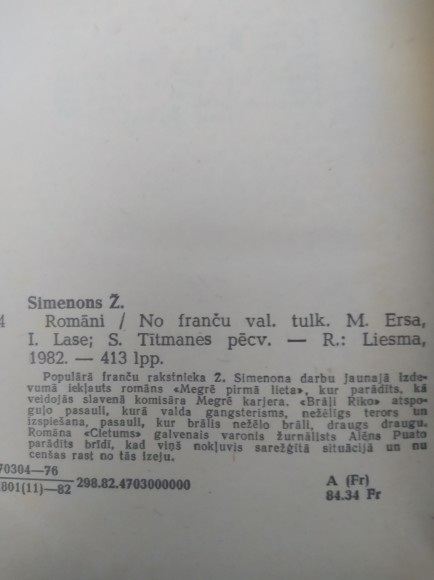 Simenons Ž.
4 Romāni / No franču val. tulk. M. Ersa,
I. Lase; S. Tītmanes pēcv. — R.: Liesma,
1982. — 413 lpp.
Populārā franču rakstnieka Ž. Simenona darbu jaunajā izde-
vumā iekļauts romāns «Megrē pirmā lieta», kur parādīts, kā
veidojās slavenā komisāra Megrē karjera. «Brāļi Riko» atspo-
guļo pasauli, kurā valda gangsterisms, nežēlīgs terors un
izspiešana, pasauli, kur brālis nežēlo brāli, draugs draugu.
Romāna «Cietums» galvenais varonis žurnālists Alēns Puato
parādīts brīdī, kad viņš nokļuvis sarežģītā situācijā un nu
cenšas rast no tās izeju.
70304—76
801(11)—82 298.82.4703000000
A (Fr)
84.34 Fr